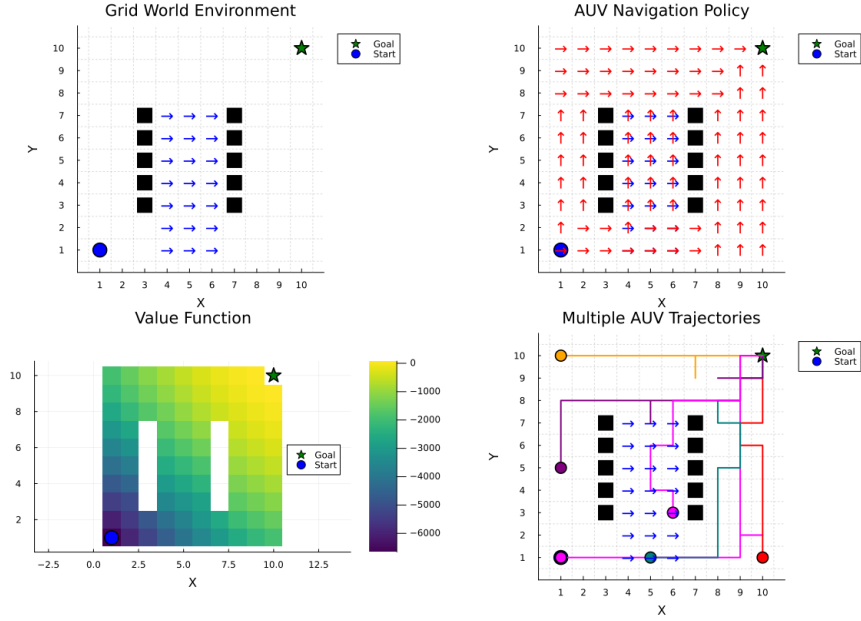 Grid World Environment
10
9
8
7
6
5
4
3
2
1
Y
1 2 3 4 5 6 7 8 9 10
X
Goal
Start
AUV Navigation Policy
10
9
8
7
6
5
4
3
2
1
Y
1 2 3 4 5 6 7 8 9 10
X
Goal
Start
Value Function
10
8
6
4
2
Y
−2.5 0.0 2.5 5.0 7.5 10.0 12.5
X
Goal
Start
0
−1000
−2000
−3000
−4000
−5000
−6000
Multiple AUV Trajectories
10
9
8
7
6
5
4
3
2
1
Y
1 2 3 4 5 6 7 8 9 10
X
Goal
Start